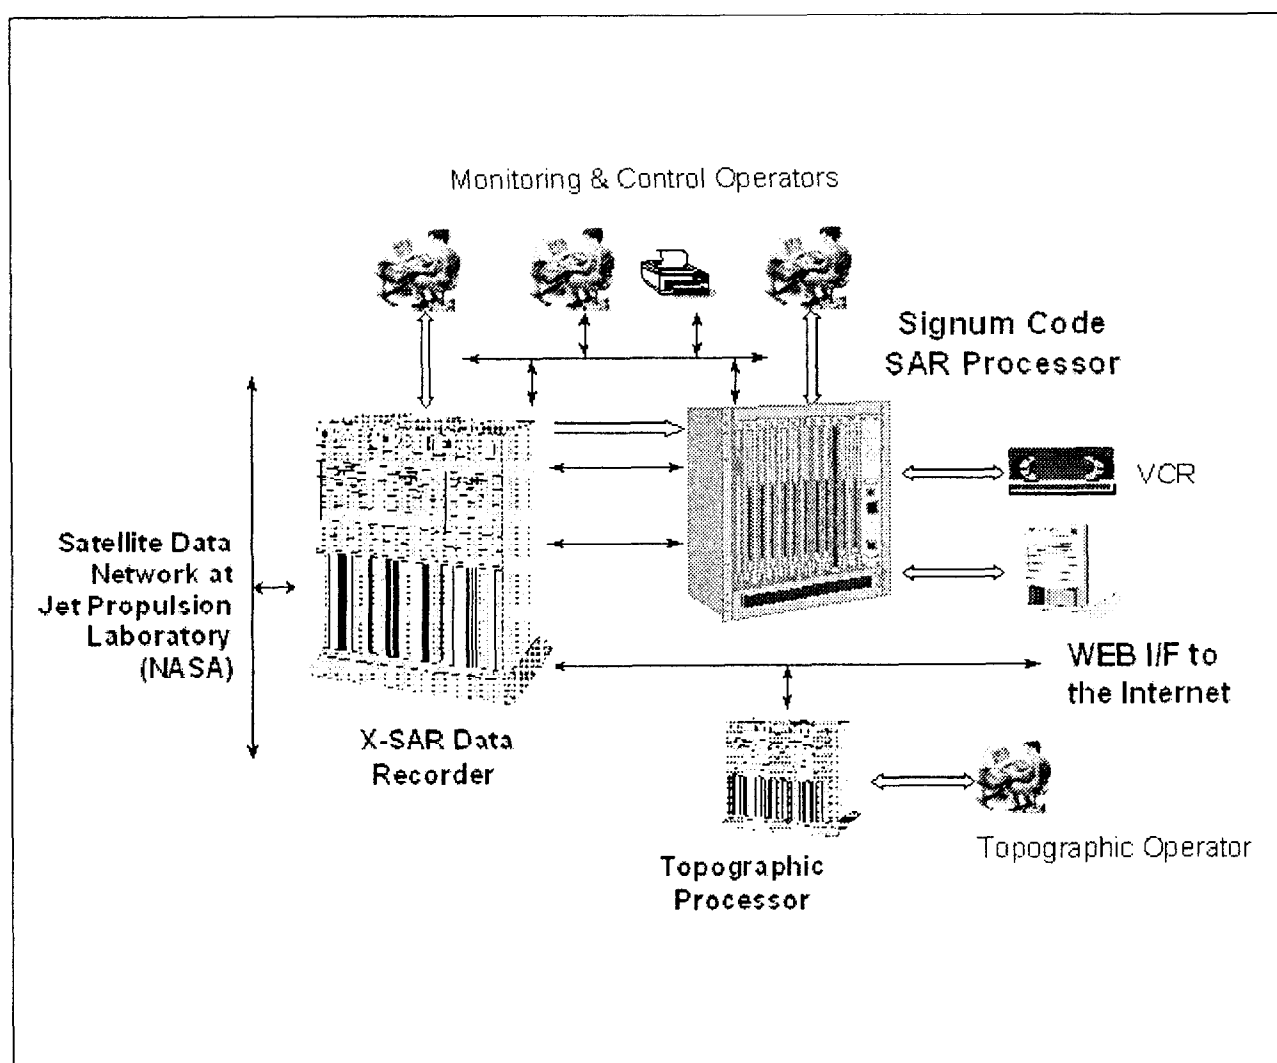 Monitoring & Control Operators
Signum Code
SAR Processor
VCR
Satellite Data
Network at
Jet Propulsion
Laboratory
(NASA)
WEB I/F to
the Internet
X-SAR Data
Recorder
Topographic Operator
Topographic
Processor